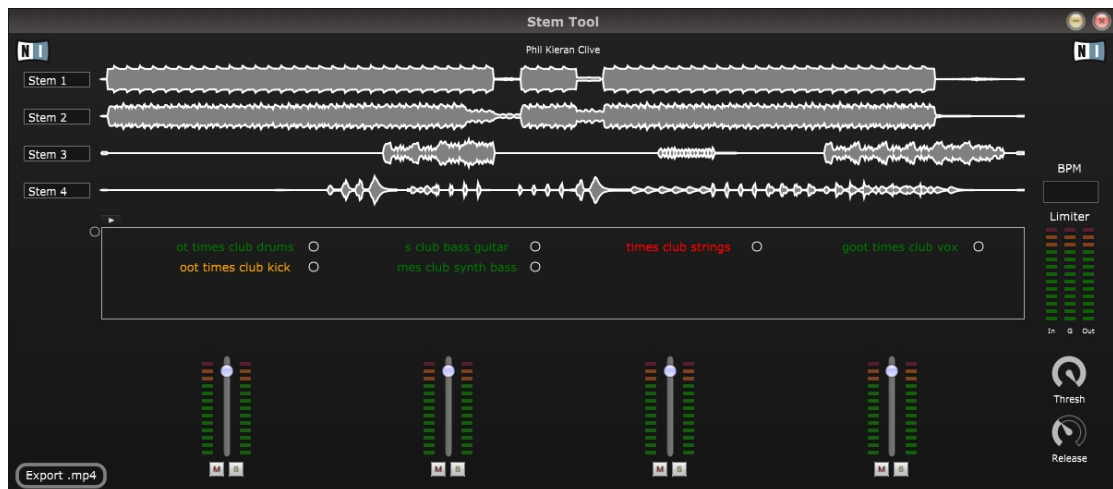 Stem Tool
NI
Phil Kieran Clive
NI
Stem 1
Stem 2
Stem 3
Stem 4
BPM
Limiter
ot times club drums
s club bass guitar
times club strings
goot times club vox
oot times club kick
mes club synth bass
In G Out
Thresh
Release
M S
M S
M S
M S
Export .mp4